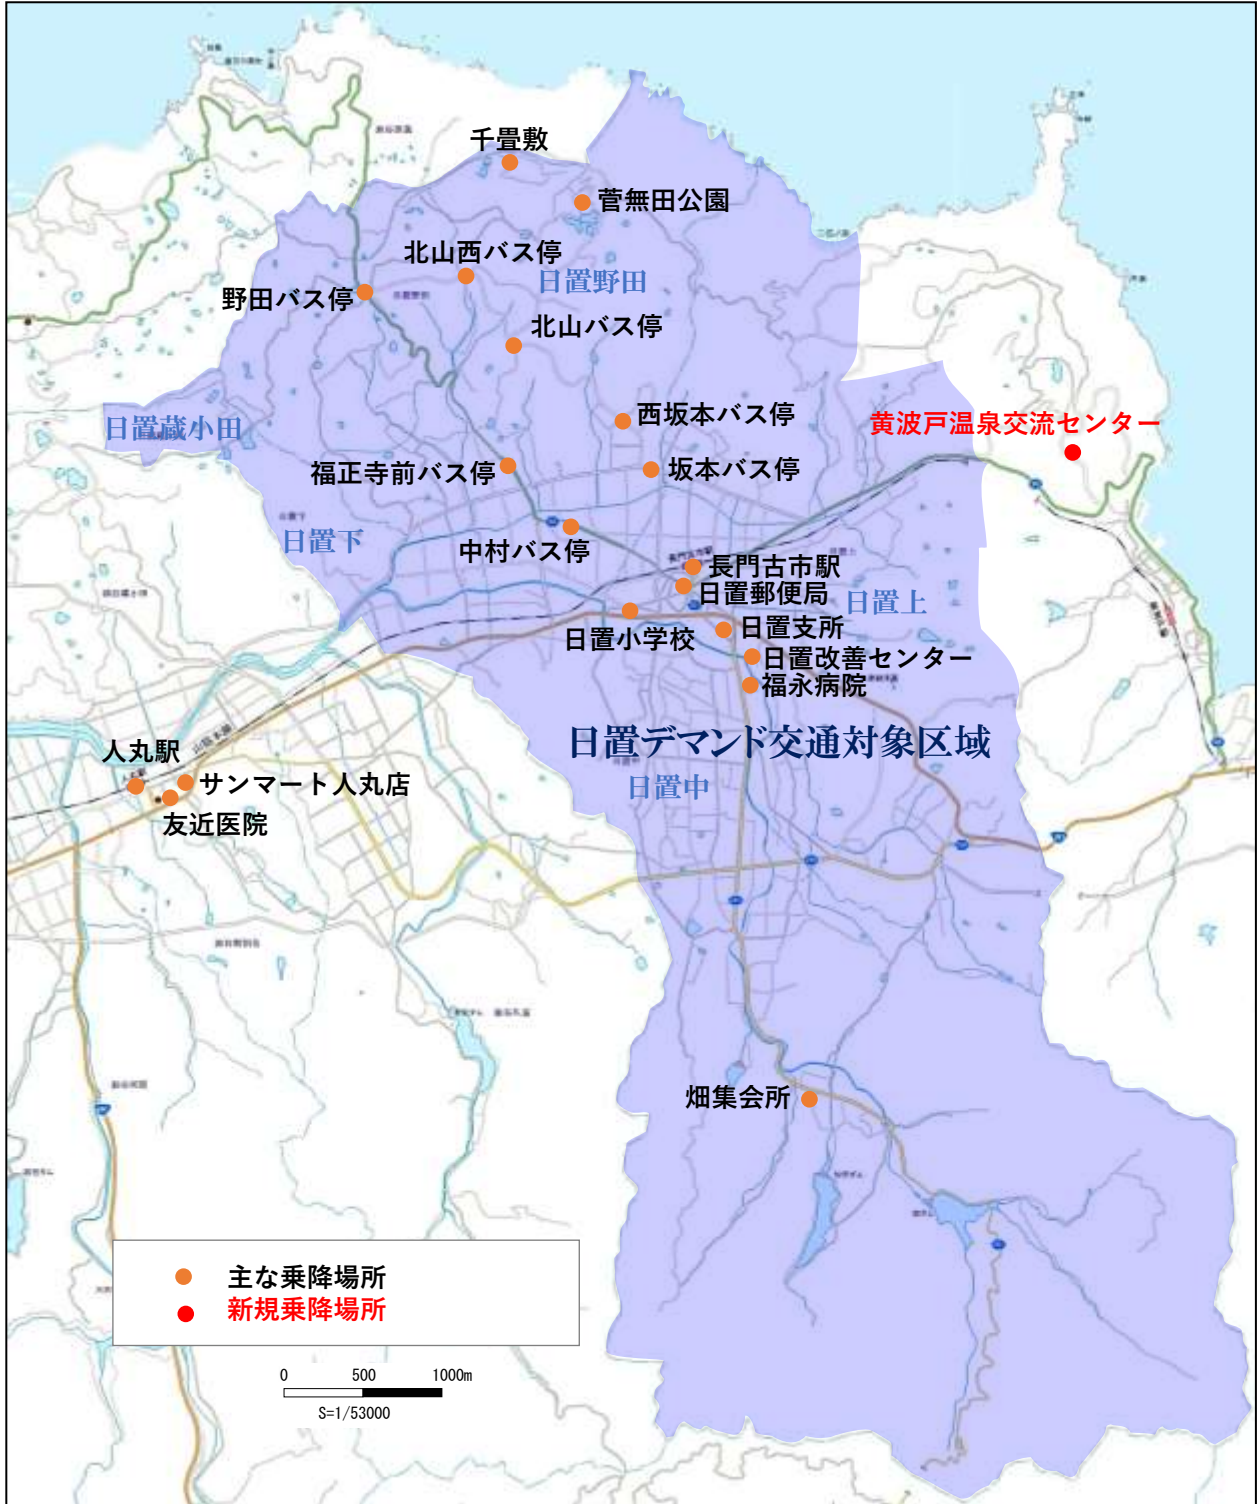 千畳敷
菅無田公園
北山西バス停
日置野田
野田バス停
北山バス停
西坂本バス停
日置蔵小田
黄波戸温泉交流センター
福正寺前バス停
坂本バス停
日置下
中村バス停
長門古市駅
長門古市駅
日置郵便局
日置上
日置小学校
日置支所
日置改善センター
福永病院
日置デマンド交通対象区域
人丸駅
サンマート人丸店
日置中
友近医院
畑集会所
主な乗降場所
新規乗降場所
0 500 1000m
S=1/53000